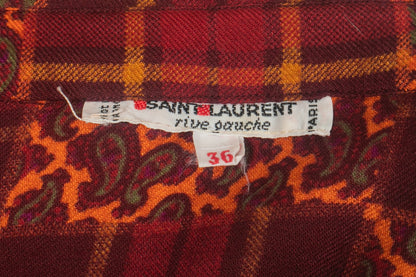 SAINT LAURENT
rive gauche
PARIS
36